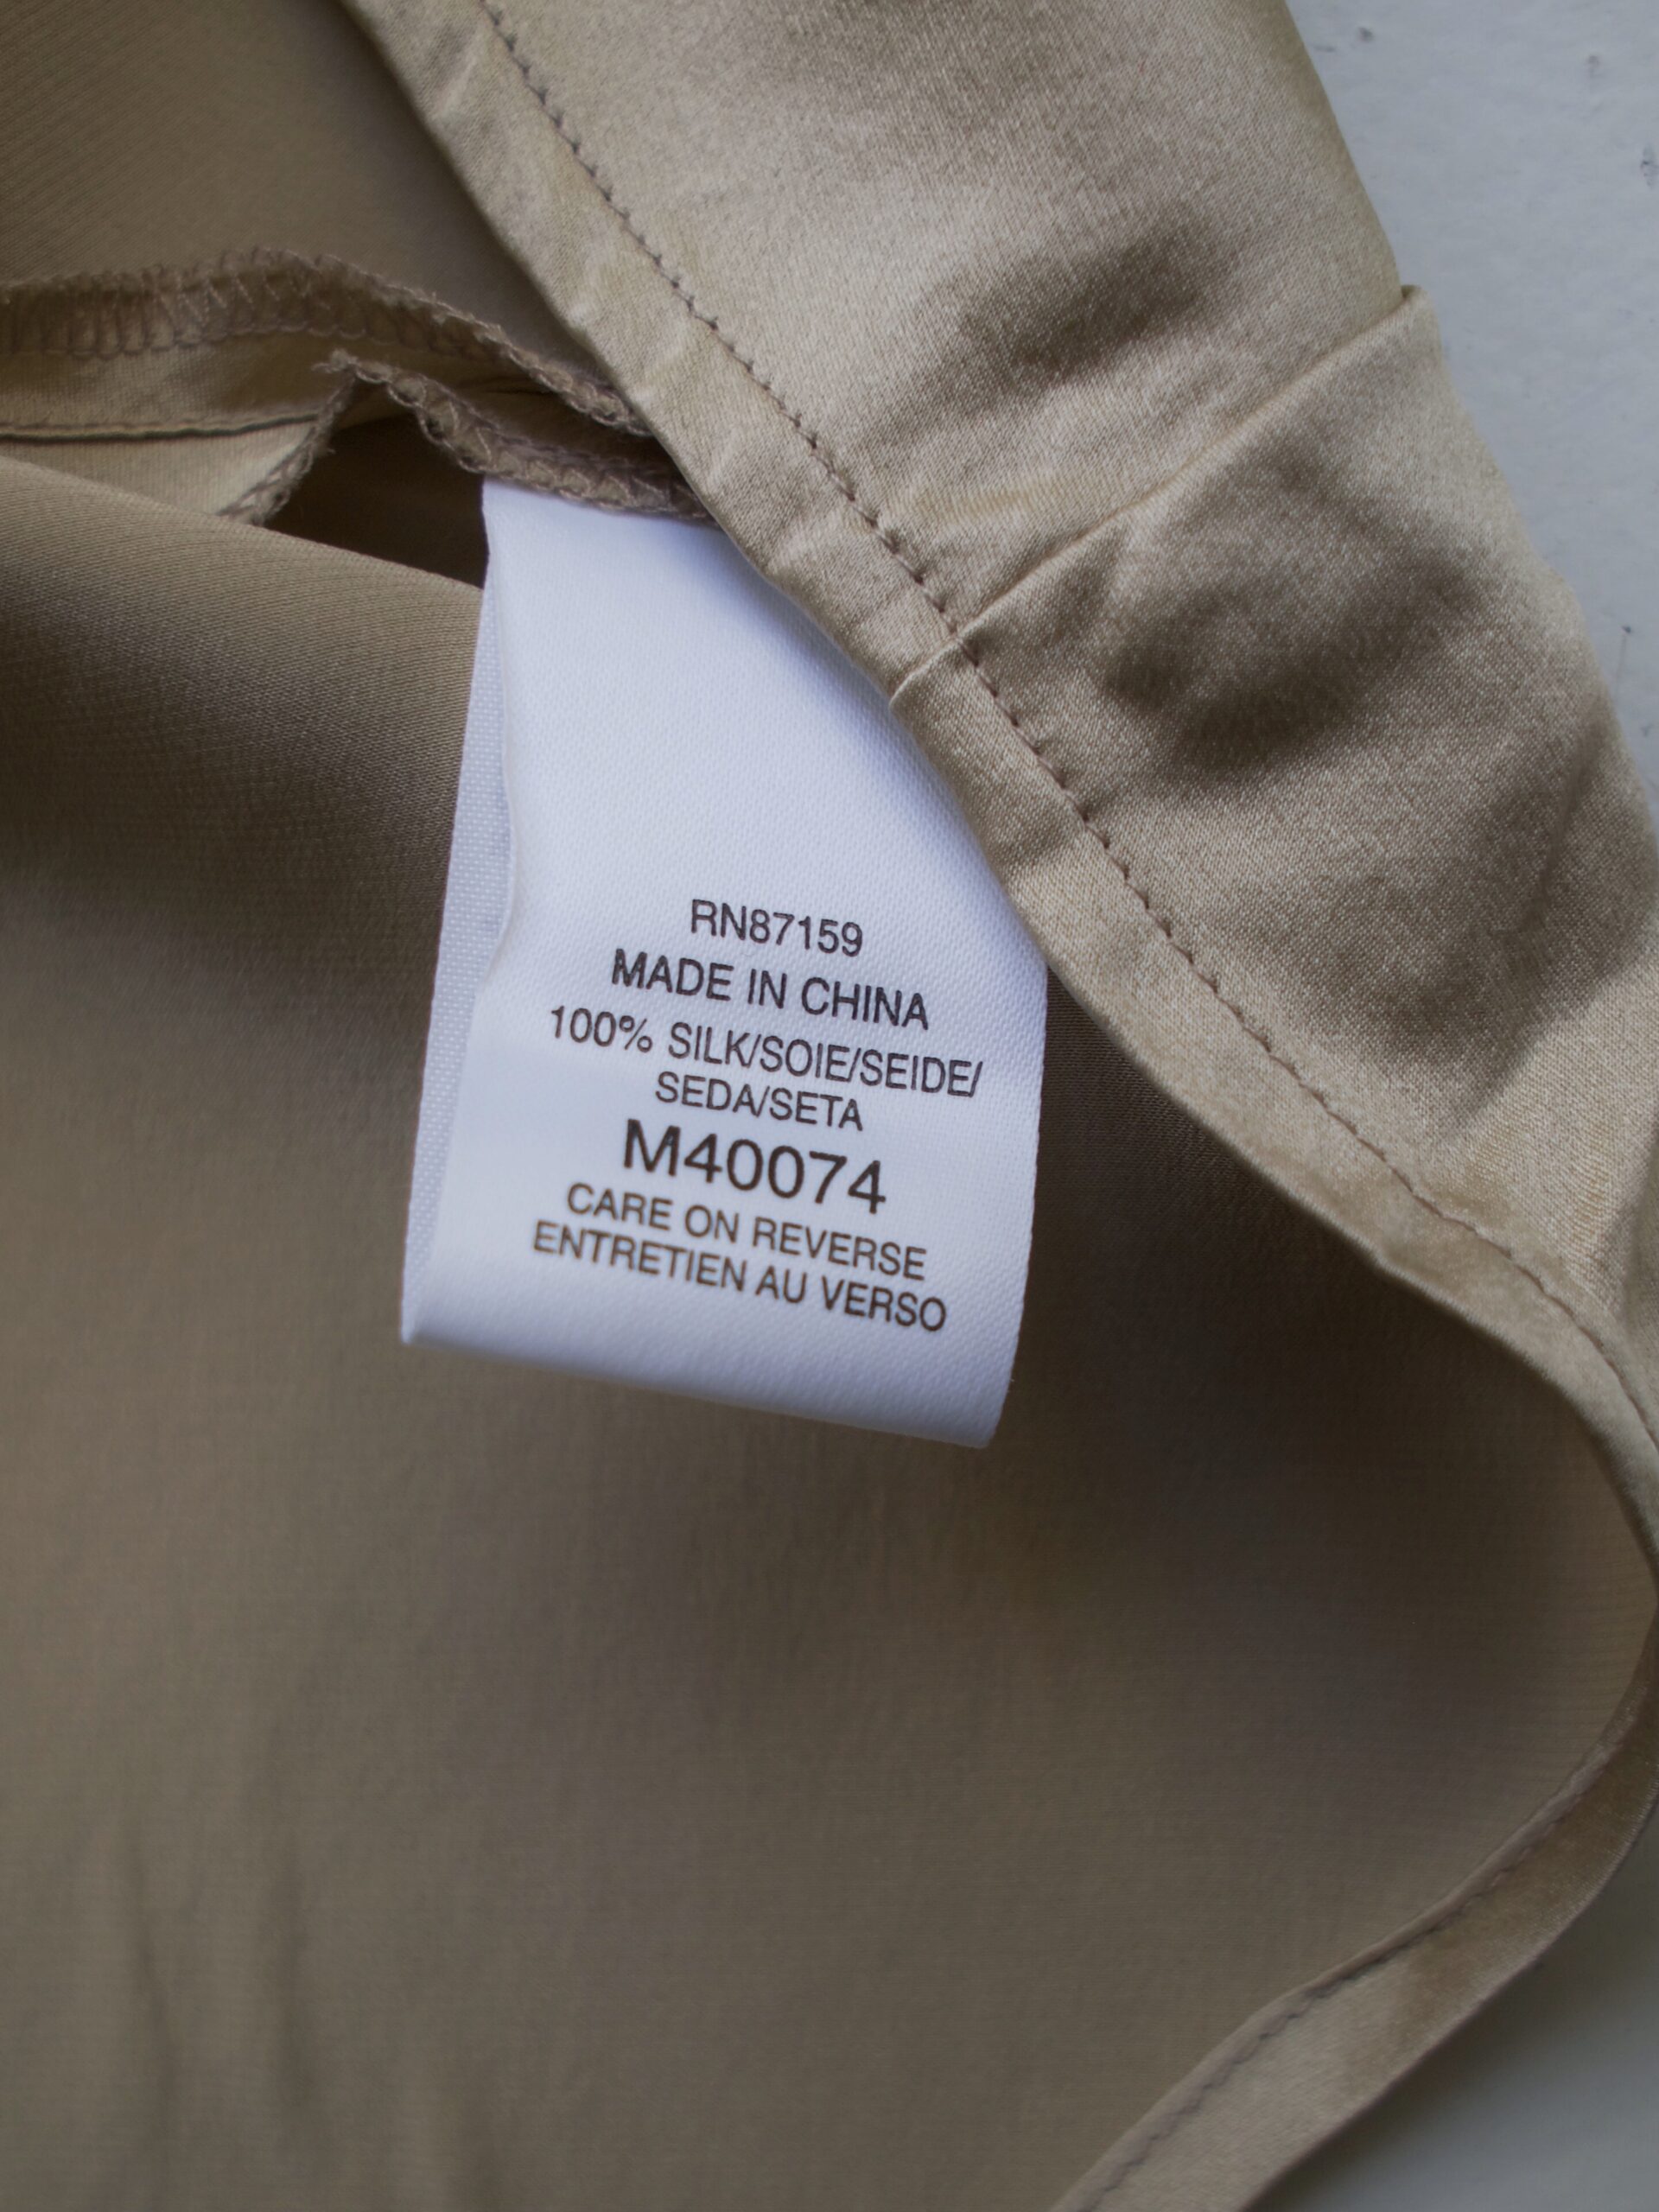 RN87159
MADE IN CHINA
100% SILK/SOIE/SEIDE/
SEDA/SETA
M40074
CARE ON REVERSE
ENTRETIEN AU VERSO